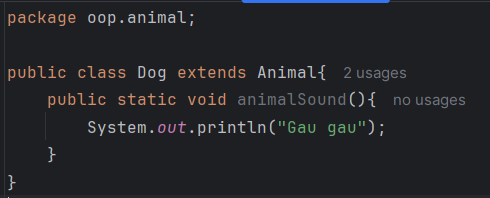 package oop.animal;
public class Dog extends Animal{ 2 usages
public static void animalSound(){ no usages
System.out.println("Gau gau");
}
}